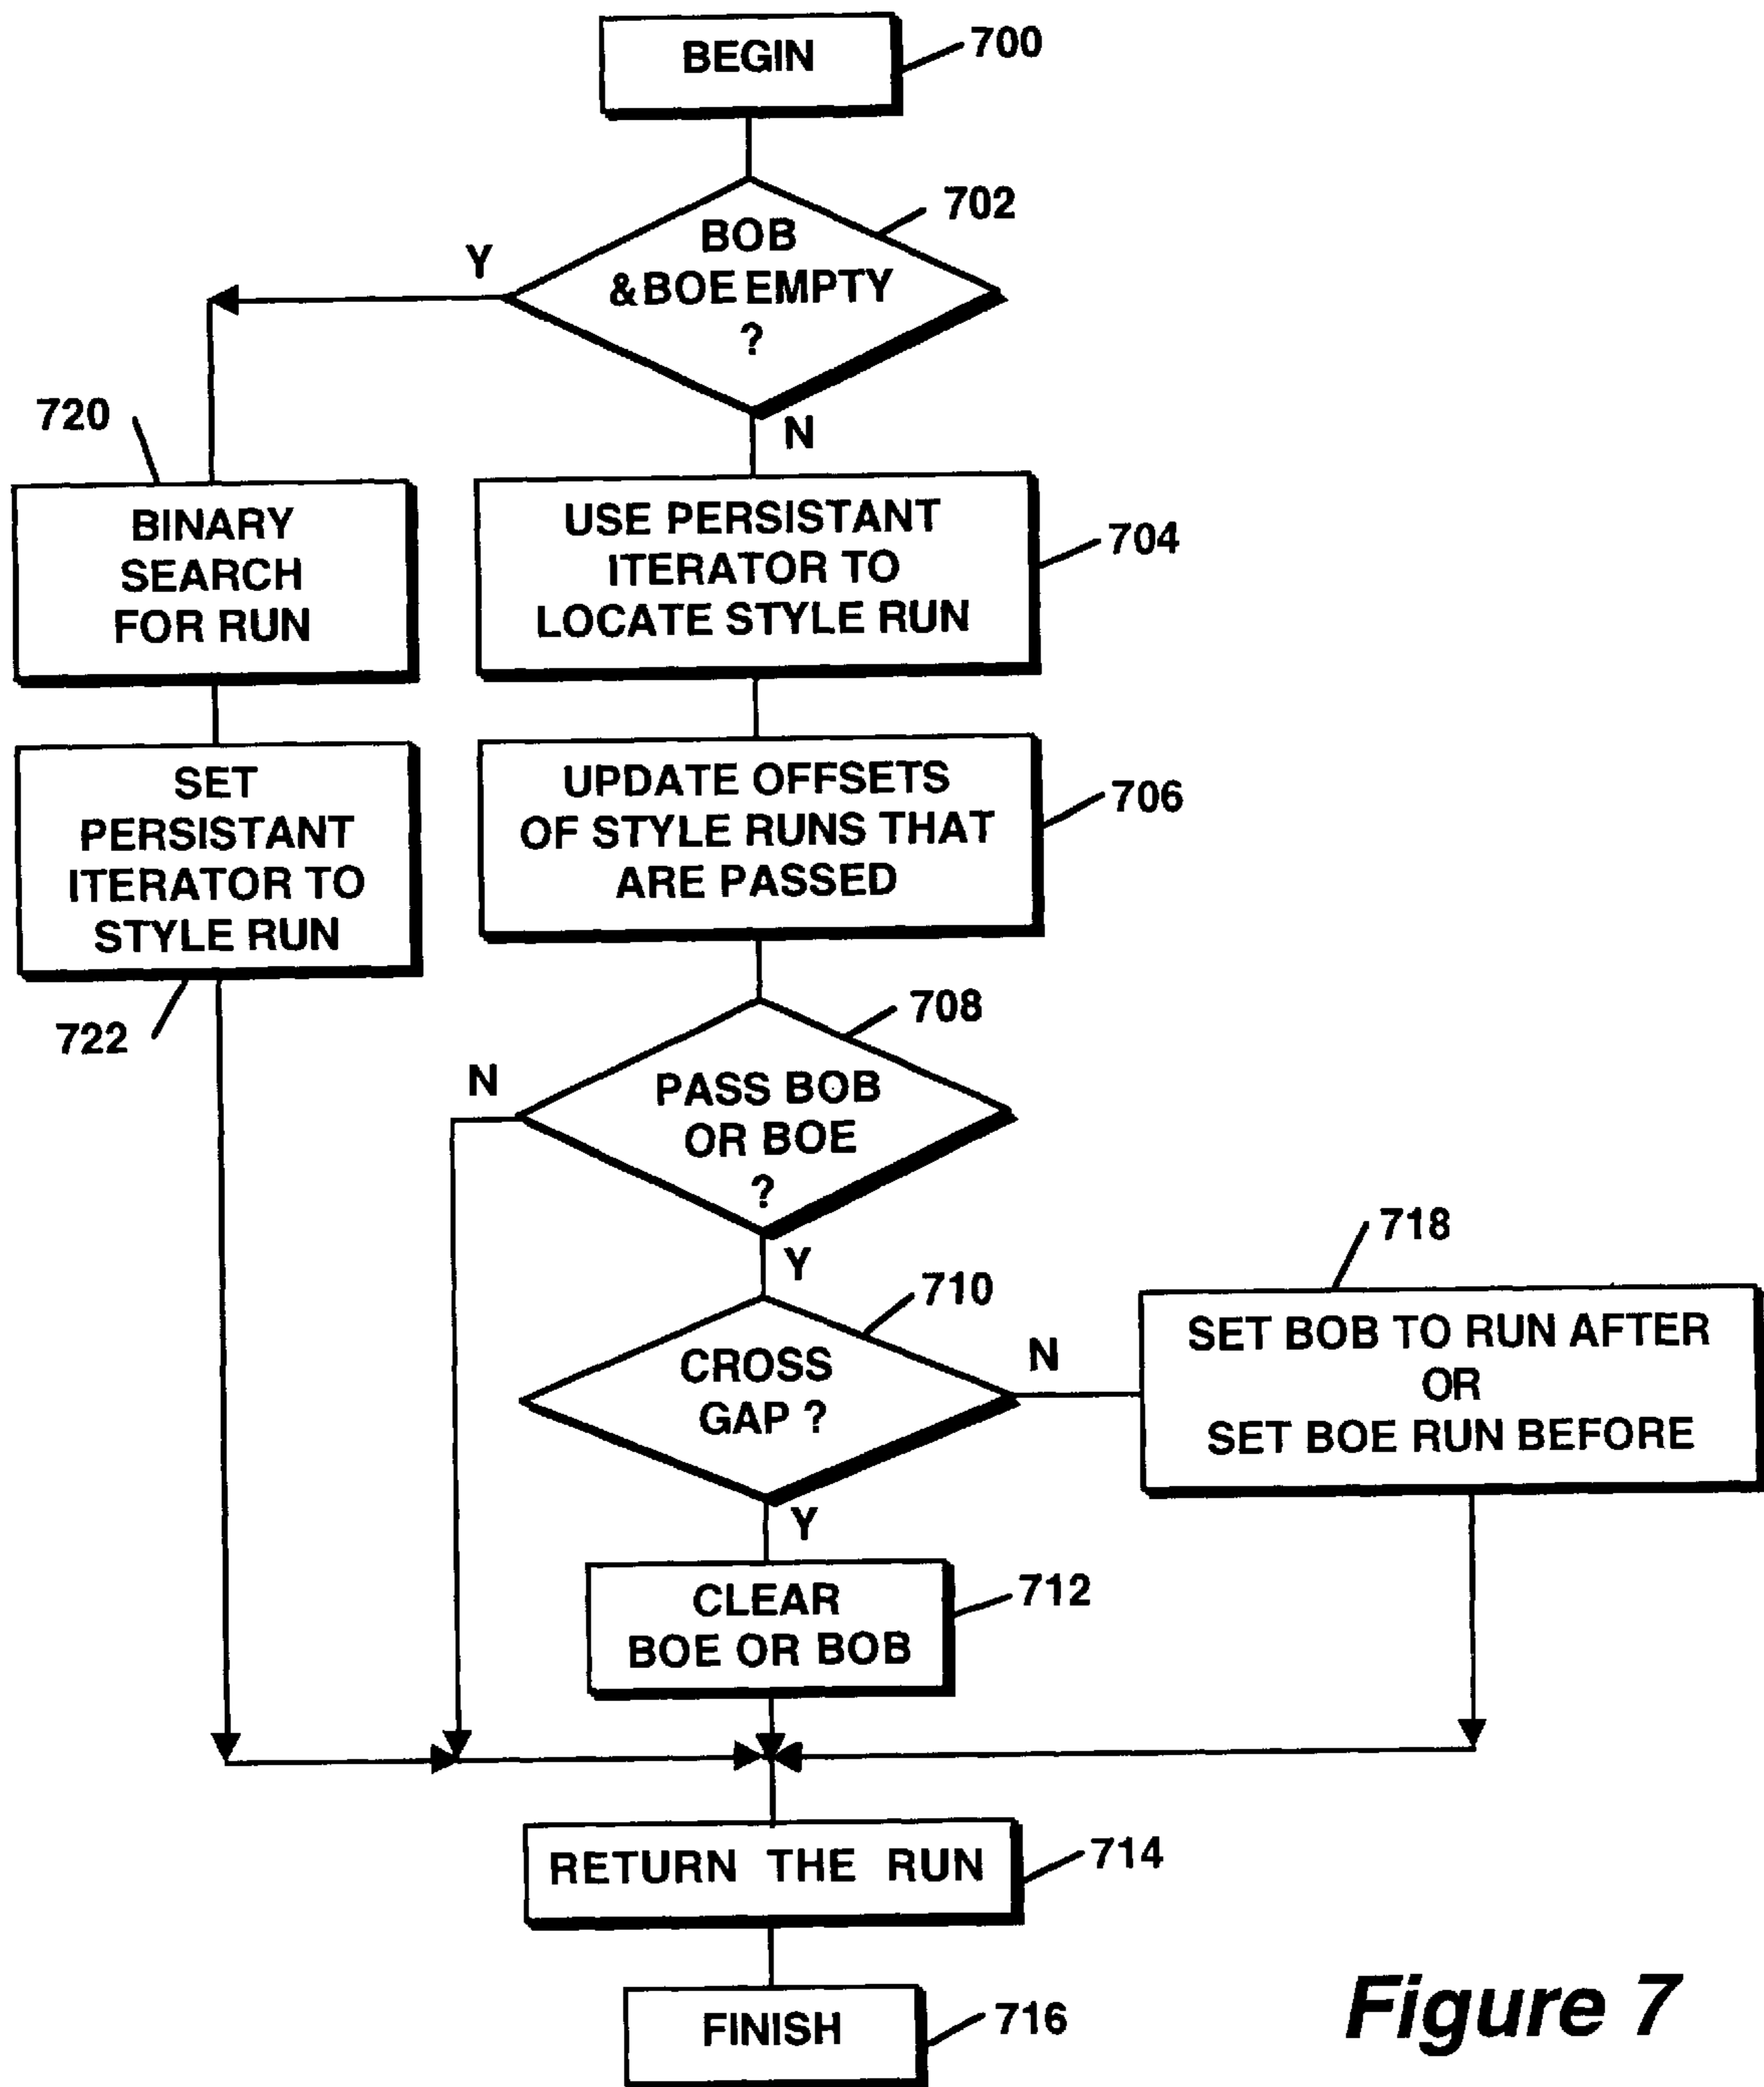 BEGIN
700
BOB
&BOE EMPTY
?
702
Y
N
720
BINARY
SEARCH
FOR RUN
USE PERSISTANT
ITERATOR TO
LOCATE STYLE RUN
704
SET
PERSISTANT
ITERATOR TO
STYLE RUN
722
UPDATE OFFSETS
OF STYLE RUNS THAT
ARE PASSED
706
708
N
PASS BOB
OR BOE
?
Y
710
CROSS
GAP ?
N
Y
718
SET BOB TO RUN AFTER
OR
SET BOE RUN BEFORE
CLEAR
BOE OR BOB
712
RETURN THE RUN
714
FINISH
716
Figure 7